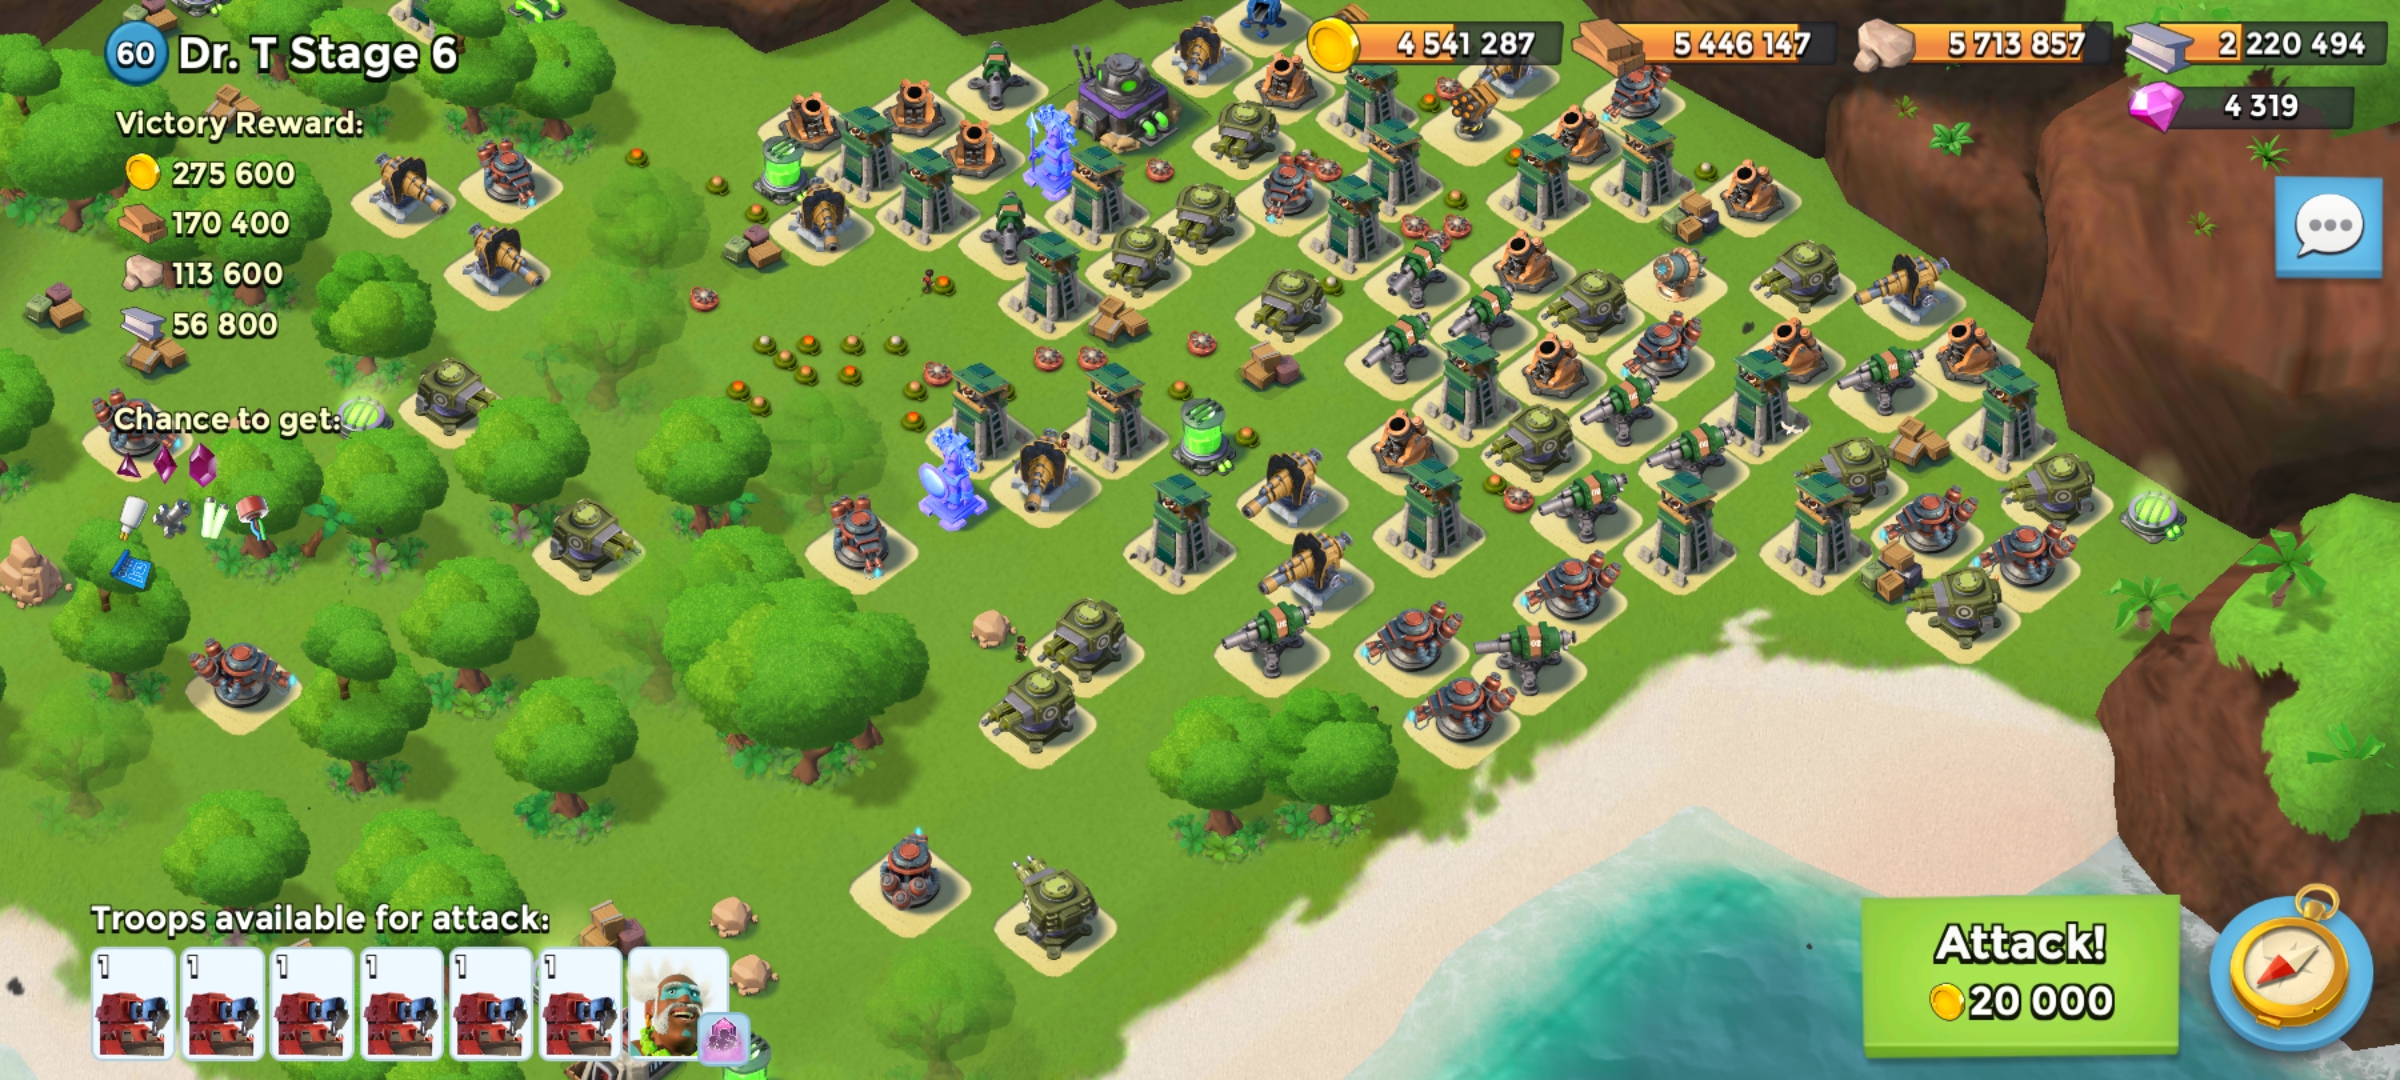 60 Dr. T Stage 6
4 541 287
5 446 147
5 713 857
2 220 494
4 319
Victory Reward:
275 600
170 400
113 600
56 800
Chance to get:
Troops available for attack:
1 1 1 1 1 1
Attack!
20 000